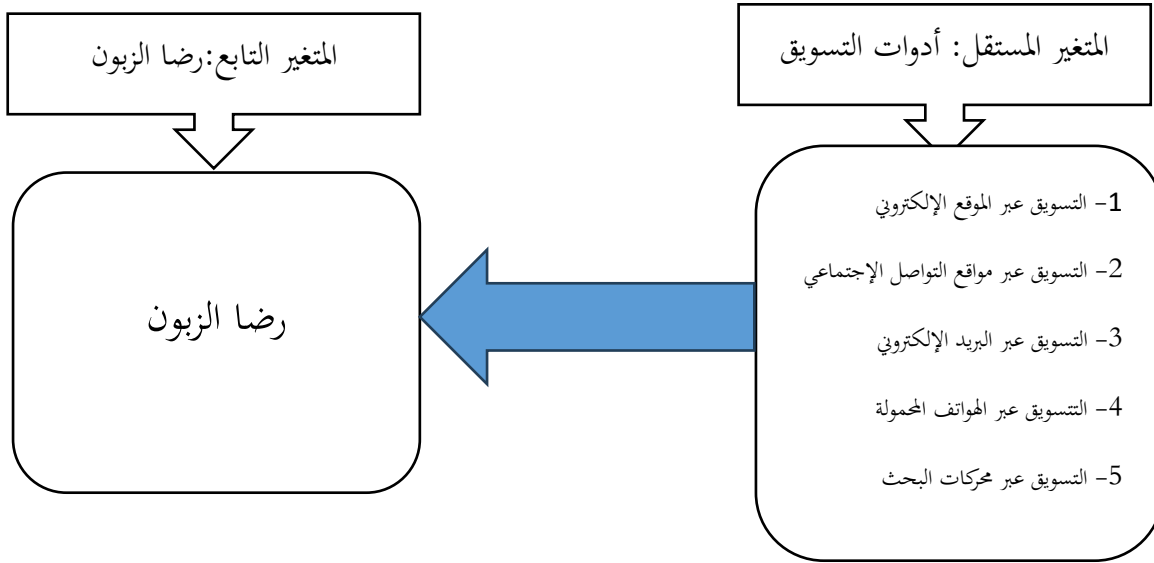 المتغير المستقل: أدوات التسويق
1- التسويق عبر الموقع الإلكتروني
2- التسويق عبر مواقع التواصل الإجتماعي
3- التسويق عبر البريد الإلكتروني
4- التتسويق عبر الهواتف المحمولة
5- التسويق عبر محركات البحث
المتغير التابع:رضا الزبون
رضا الزبون